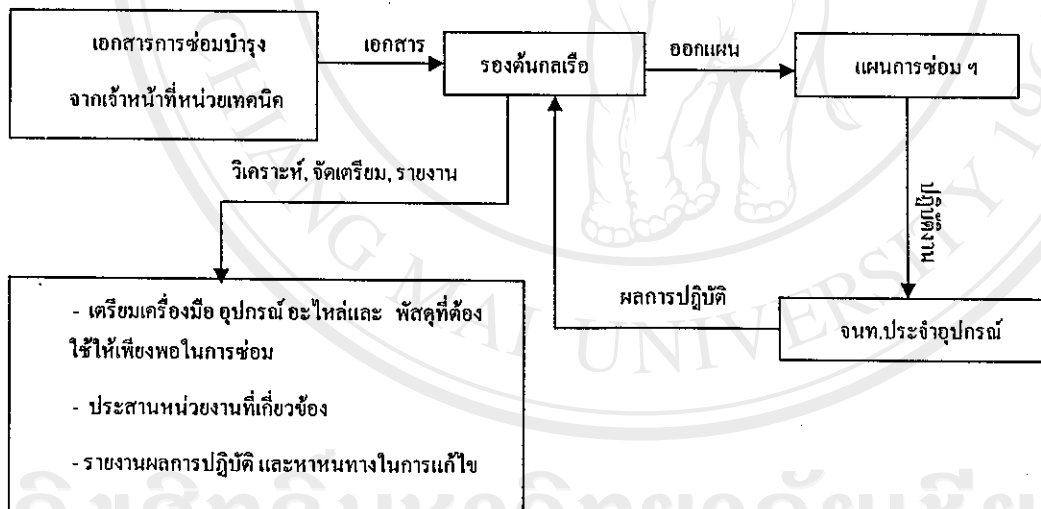 เอกสารการซ่อมบำรุง
จากเจ้าหน้าที่หน่วยเทคนิค
เอกสาร
รองต้นกลเรือ
ออกแผน
แผนการซ่อม ฯ
วิเคราะห์, จัดเตรียม, รายงาน
ปฏิบัติงาน
- เตรียมเครื่องมือ อุปกรณ์ อะไหล่และ พัสดุที่ต้อง
ใช้ให้เพียงพอในการซ่อม
- ประสานหน่วยงานที่เกี่ยวข้อง
- รายงานผลการปฏิบัติ และหาหนทางในการแก้ไข
ผลการปฏิบัติ
จนท.ประจำอุปกรณ์
CHIANG MAI UNIVERSITY 196